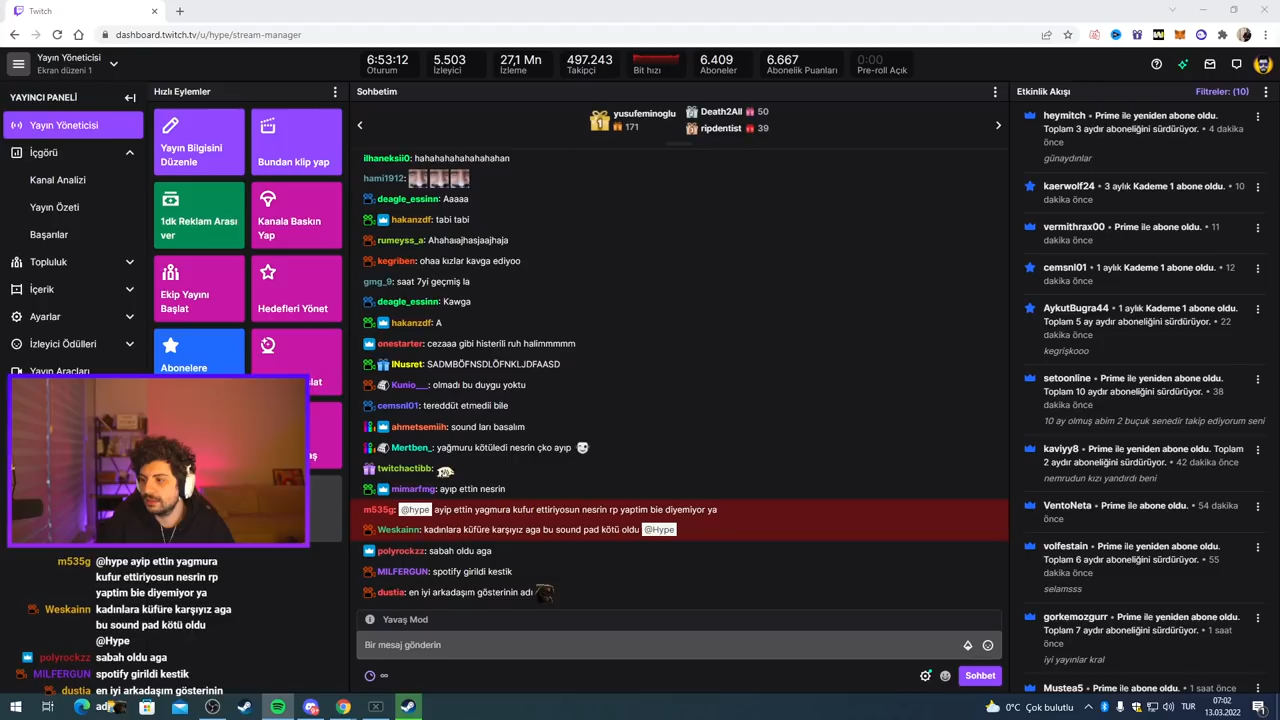 Twitch
dashboard.twitch.tv/u/hype/stream-manager
Yayın Yöneticisi
Ekran düzeni 1
6:53:12
Oturum
5.503
İzleyici
27,1 Mn
İzleme
497.243
Takipçi
Bit hızı
6.409
Aboneler
6.667
Abonelik Puanları
0:00
Pre-roll Açık
YAYINCI PANELİ
Yayın Yöneticisi
İçgörü
Kanal Analizi
Yayın Özeti
Başarılar
Topluluk
İçerik
Ayarlar
İzleyici Ödülleri
Yayın Araçları
Hızlı Eylemler
Yayın Bilgisini
Düzenle
Bundan klip yap
1dk Reklam Arası
ver
Kanala Baskın
Yap
Ekip Yayını
Başlat
Hedefleri Yönet
Abonelere
Sohbetim
yusufeminoglu
171
Death2All 50
ripdentist 39
ilhaneksii0: hahahahahahahahahan
hami1912:
deagle_essinn: Aaaaa
hakanzdf: tabi tabi
rumeyss_a: Ahahaıajhasjaajhaja
kegriben: ohaa kızlar kavga ediyoo
gmg_9: saat 7yi geçmiş la
deagle_essinn: Kawga
hakanzdf: A
onestarter: cezaaa gibi histerili ruh halimmmmm
INusret: SADMBÖFNSDLÖFNKLJDFAASD
Kunio___: olmadı bu duygu yoktu
cemsnl01: tereddüt etmedii bile
ahmetsemiih: sound ları basalım
Mertben_: yağmuru kötüledi nesrin çko ayıp
twitchactibb:
mimarfmg: ayıp ettin nesrin
m535g: @hype ayip ettin yagmura kufur ettiriyosun nesrin rp yaptim bie diyemiyor ya
Weskainn: kadınlara küfüre karşıyız aga bu sound pad kötü oldu @Hype
polyrockzz: sabah oldu aga
MILFERGUN: spotify girildi kestik
dustia: en iyi arkadaşım gösterinin adı
Yavaş Mod
Bir mesaj gönderin
Sohbet
Etkinlik Akışı
Filtreler: (10)
heymitch • Prime ile yeniden abone oldu.
Toplam 3 aydır aboneliğini sürdürüyor. • 4 dakika
önce
günaydınlar
kaerwolf24 • 3 aylık Kademe 1 abone oldu. • 10
dakika önce
vermithrax00 • Prime ile abone oldu. • 11
dakika önce
cemsnl01 • 1 aylık Kademe 1 abone oldu. • 12
dakika önce
AykutBugra44 • 1 aylık Kademe 1 abone oldu.
Toplam 5 ay aydır aboneliğini sürdürüyor. • 22
dakika önce
kegrişkooo
setoonline • Prime ile yeniden abone oldu.
Toplam 10 aydır aboneliğini sürdürüyor. • 38
dakika önce
10 ay olmuş abim 2 buçuk senedir takip ediyorum seni
kaviyy8 • Prime ile yeniden abone oldu. Toplam
2 aydır aboneliğini sürdürüyor. • 42 dakika önce
nemrudun kızı yandırdı beni
VentoNeta • Prime ile abone oldu. • 54 dakika
önce
volfestain • Prime ile yeniden abone oldu.
Toplam 6 aydır aboneliğini sürdürüyor. • 55
dakika önce
selamsss
gorkemozgurr • Prime ile yeniden abone oldu.
Toplam 7 aydır aboneliğini sürdürüyor. • 1 saat
önce
iyi yayınlar kral
Mustea5 • Prime ile abone oldu. • 1 saat önce
m535g @hype ayip ettin yagmura
kufur ettiriyosun nesrin rp
yaptim bie diyemiyor ya
Weskainn kadınlara küfüre karşıyız aga
bu sound pad kötü oldu
@Hype
polyrockzz sabah oldu aga
MILFERGUN spotify girildi kestik
dustia en iyi arkadaşım gösterinin
0°C Çok bulutlu
TUR
07:02
13.03.2022